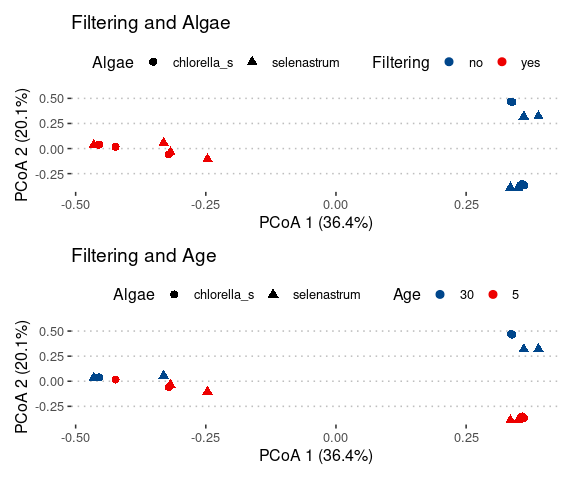 Filtering and Algae
Algae chlorella_s selenastrum Filtering no yes
0.50
0.25
0.00
-0.25
PCoA 2 (20.1%)
-0.50 -0.25 0.00 0.25
PCoA 1 (36.4%)
Filtering and Age
Algae chlorella_s selenastrum Age 30 5
0.50
0.25
0.00
-0.25
PCoA 2 (20.1%)
-0.50 -0.25 0.00 0.25
PCoA 1 (36.4%)